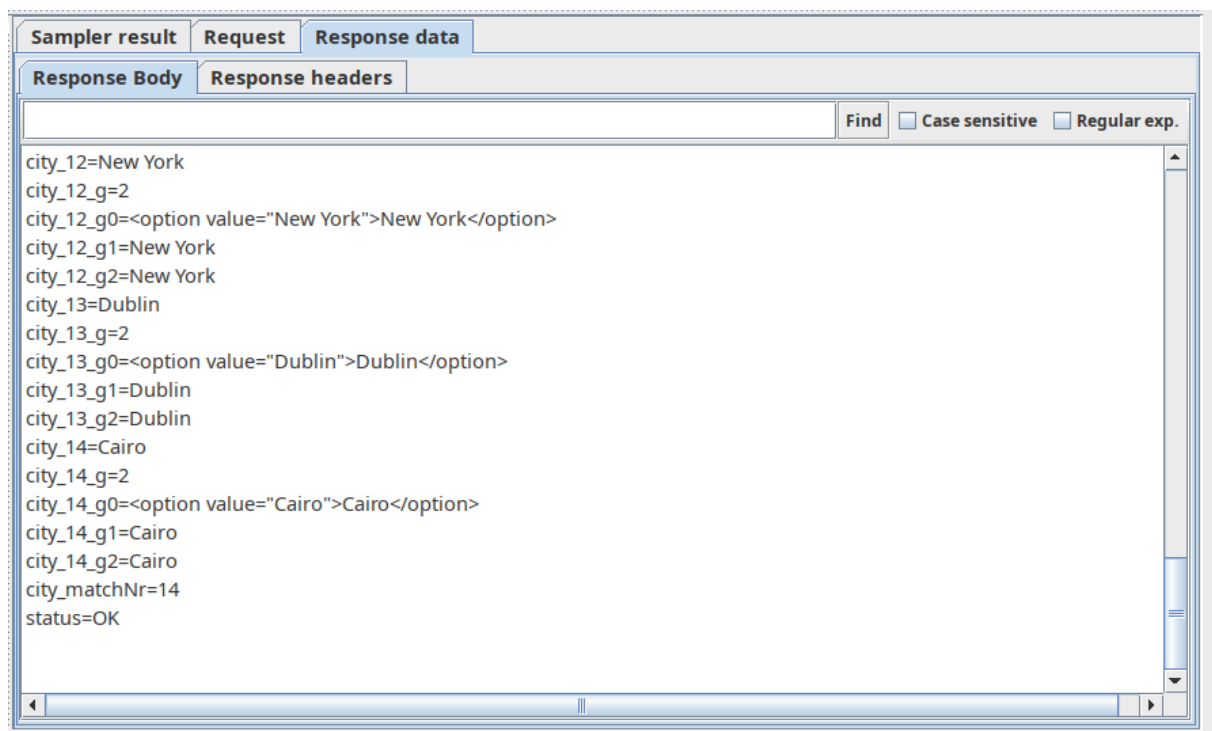 Sampler result Request Response data
Response Body Response headers
Find Case sensitive Regular exp.
city_12=New York
city_12_g=2
city_12_g0=<option value="New York">New York</option>
city_12_g1=New York
city_12_g2=New York
city_13=Dublin
city_13_g=2
city_13_g0=<option value="Dublin">Dublin</option>
city_13_g1=Dublin
city_13_g2=Dublin
city_14=Cairo
city_14_g=2
city_14_g0=<option value="Cairo">Cairo</option>
city_14_g1=Cairo
city_14_g2=Cairo
city_matchNr=14
status=OK